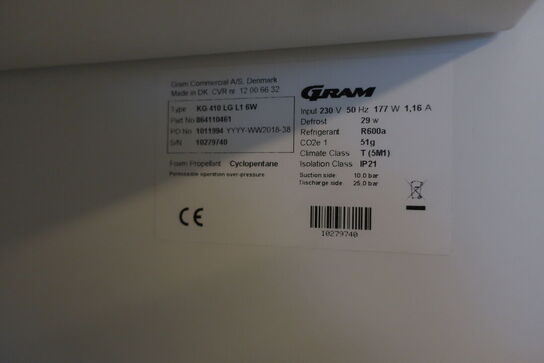 Gram Commercial A/S, Denmark
Made in DK. CVR nr. 12 00 66 32
Type KG 410 LG L1 6W
Part No 864110461
PD No 1011994 YYYY-WW2018-38
S/N 10279740
Foam Propellant Cyclopentane
Permissible operation over-pressure
GRAM
Input 230 V 50 Hz 177 W 1,16 A
Defrost 29 w
Refrigerant R600a
CO2e 1 51g
Climate Class T (5M1)
Isolation Class IP21
Suction side 10.0 bar
Discharge side 25.0 bar
CE
10279740